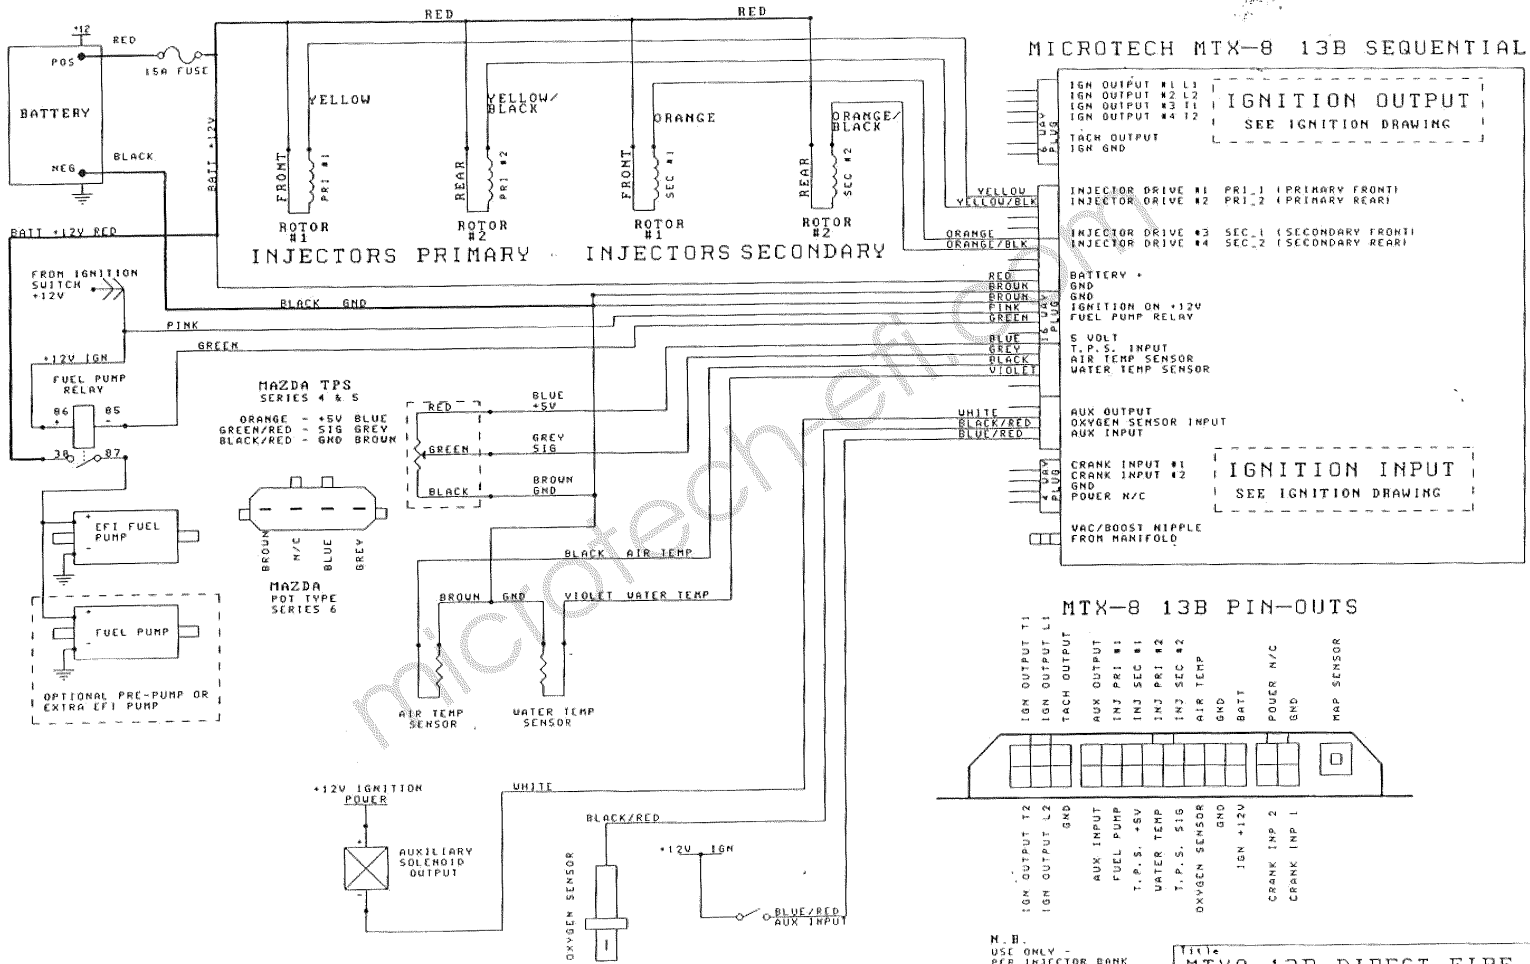 RED
RED
+12
RED
POS
15A FUSE
BATTERY
BLACK
NEG
BATT +12V
YELLOW
YELLOW/
BLACK
ORANGE
ORANGE/
BLACK
FRONT
PRI #1
REAR
PRI #2
FRONT
SEC #1
REAR
SEC #2
ROTOR
#1
ROTOR
#2
ROTOR
#1
ROTOR
#2
INJECTORS PRIMARY
INJECTORS SECONDARY
BATT +12V RED
FROM IGNITION
SWITCH
+12V
BLACK GND
PINK
GREEN
+12V IGN
FUEL PUMP
RELAY
86
85
+
-
30
87
MAZDA TPS
SERIES 4 & 5
ORANGE - +5V BLUE
GREEN/RED - SIG GREY
BLACK/RED - GND BROWN
RED
GREEN
BLACK
BLUE
+5V
GREY
SIG
BROWN
GND
BROWN
N/C
BLUE
GREY
MAZDA
POT TYPE
SERIES 6
+
EFI FUEL
PUMP
-
+
FUEL PUMP
-
OPTIONAL PRE-PUMP OR
EXTRA EFI PUMP
BLACK AIR TEMP
BROWN GND
VIOLET WATER TEMP
AIR TEMP
SENSOR
WATER TEMP
SENSOR
+12V IGNITION
POWER
WHITE
+
AUXILIARY
SOLENOID
OUTPUT
-
BLACK/RED
OXYGEN SENSOR
+12V IGN
BLUE/RED
AUX INPUT
MICROTECH MTX-8 13B SEQUENTIAL
IGN OUTPUT #1 L1
IGN OUTPUT #2 L2
IGN OUTPUT #3 T1
IGN OUTPUT #4 T2
TACH OUTPUT
IGN GND
6 WAY
PLUG
IGNITION OUTPUT
SEE IGNITION DRAWING
YELLOW
YELLOW/BLK
INJECTOR DRIVE #1 PRI_1 (PRIMARY FRONT)
INJECTOR DRIVE #2 PRI_2 (PRIMARY REAR)
ORANGE
ORANGE/BLK
INJECTOR DRIVE #3 SEC_1 (SECONDARY FRONT)
INJECTOR DRIVE #4 SEC_2 (SECONDARY REAR)
RED
BATTERY +
BROWN
GND
BROWN
GND
PINK
IGNITION ON +12V
GREEN
FUEL PUMP RELAY
16 WAY
PLUG
BLUE
5 VOLT
GREY
T.P.S. INPUT
BLACK
AIR TEMP SENSOR
VIOLET
WATER TEMP SENSOR
WHITE
AUX OUTPUT
BLACK/RED
OXYGEN SENSOR INPUT
BLUE/RED
AUX INPUT
CRANK INPUT #1
CRANK INPUT #2
GND
POWER N/C
4 WAY
PLUG
IGNITION INPUT
SEE IGNITION DRAWING
VAC/BOOST NIPPLE
FROM MANIFOLD
MTX-8 13B PIN-OUTS
IGN OUTPUT T1
IGN OUTPUT L1
TACH OUTPUT
AUX OUTPUT
INJ PRI #1
INJ SEC #1
INJ PRI #2
INJ SEC #2
AIR TEMP
GND
BATT
POWER N/C
GND
MAP SENSOR
IGN OUTPUT T2
IGN OUTPUT L2
GND
AUX INPUT
FUEL PUMP
T.P.S. +5V
WATER TEMP
T.P.S. SIG
OXYGEN SENSOR
GND
IGN +12V
CRANK INP 2
CRANK INP 1
N.B.
USE ONLY -
PER INJECTOR BANK
Title
MTX8 13B DIRECT FIRE
microtech-efi.com